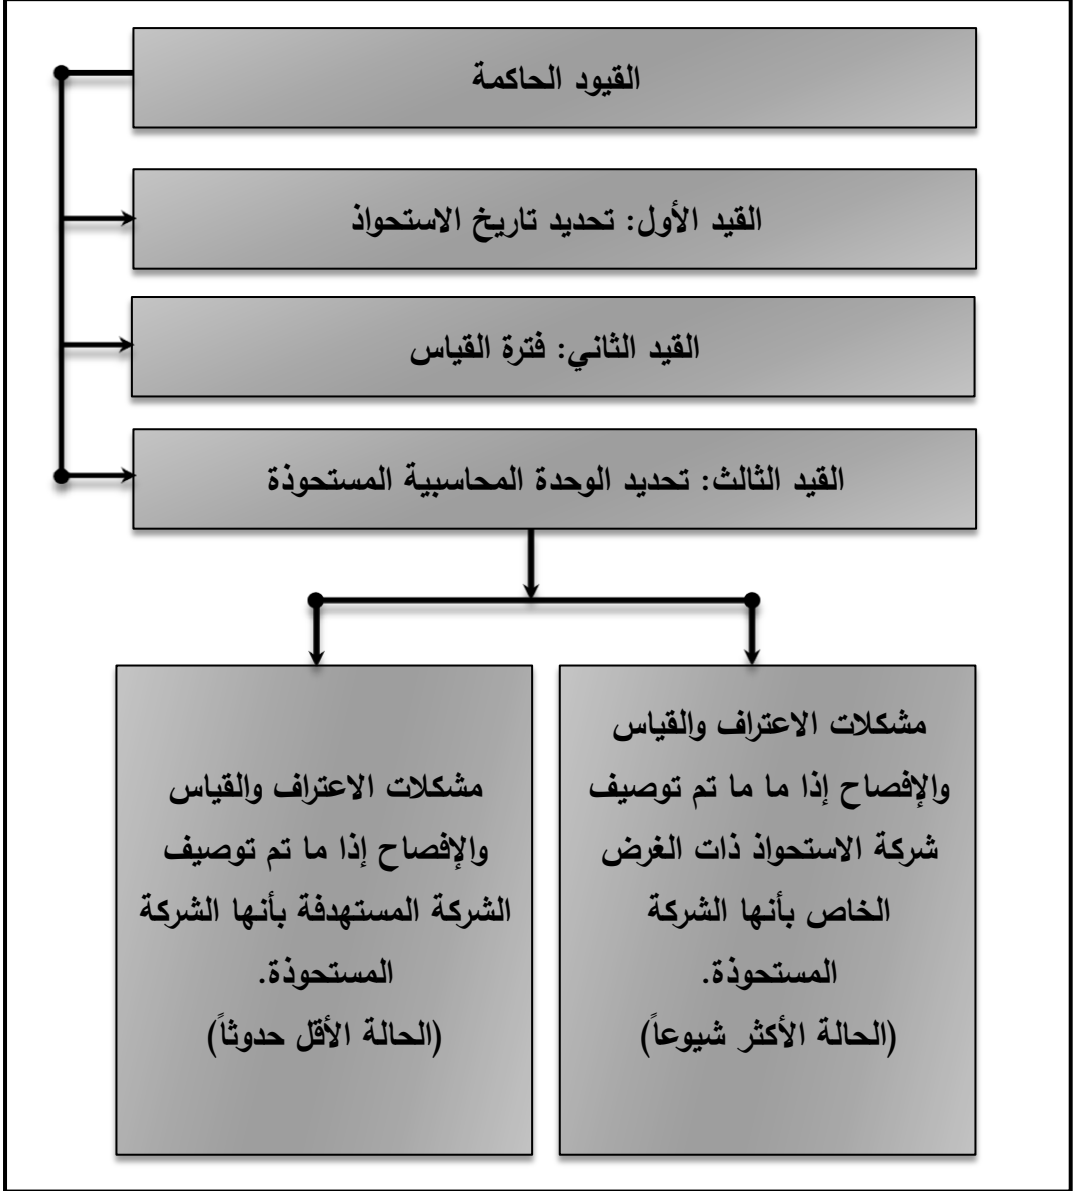 القيود الحاكمة
القيد الأول: تحديد تاريخ الاستحواذ
القيد الثاني: فترة القياس
القيد الثالث: تحديد الوحدة المحاسبية المستحوذة
مشكلات الاعتراف والقياس
والإفصاح إذا ما ما تم توصيف
شركة الاستحواذ ذات الغرض
الخاص بأنها الشركة
المستحوذة.
(الحالة الأكثر شيوعاً)
مشكلات الاعتراف والقياس
والإفصاح إذا ما تم توصيف
الشركة المستهدفة بأنها الشركة
المستحوذة.
(الحالة الأقل حدوثاً)